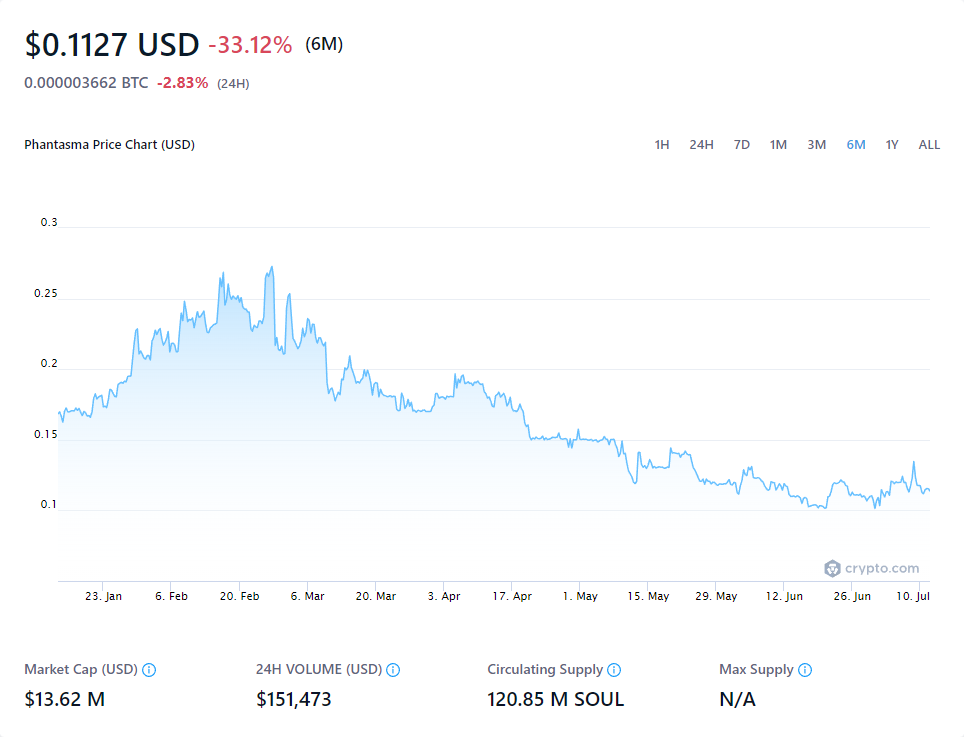 $0.1127 USD -33.12% (6M)
0.000003662 BTC -2.83% (24H)
Phantasma Price Chart (USD)
1H 24H 7D 1M 3M 6M 1Y ALL
0.3
0.25
0.2
0.15
0.1
crypto.com
23. Jan 6. Feb 20. Feb 6. Mar 20. Mar 3. Apr 17. Apr 1. May 15. May 29. May 12. Jun 26. Jun 10. Jul
Market Cap (USD) 24H VOLUME (USD) Circulating Supply Max Supply
$13.62 M $151,473 120.85 M SOUL N/A